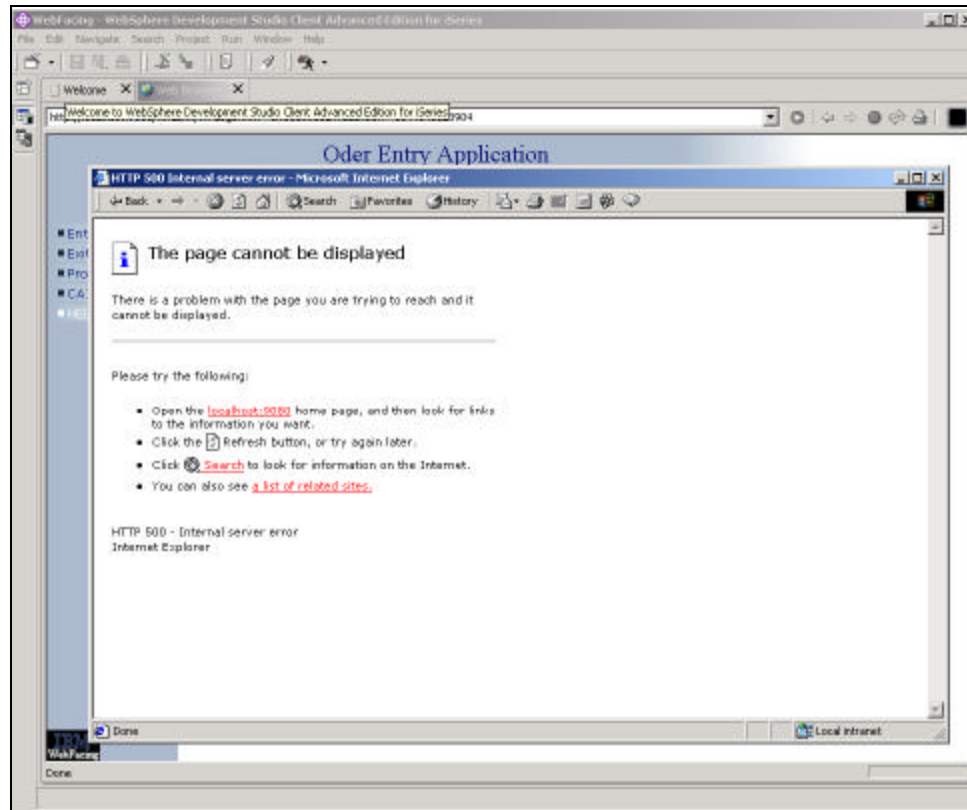 WebFacing - WebSphere Development Studio Client Advanced Edition for iSeries
File Edit Navigate Search Project Run Window Help
Welcome
Web Browser
Welcome to WebSphere Development Studio Client Advanced Edition for iSeries
Oder Entry Application
HTTP 500 Internal server error - Microsoft Internet Explorer
Back Search Favorites History
Ent
Exit
Pro
CA
The page cannot be displayed
There is a problem with the page you are trying to reach and it
cannot be displayed.
Please try the following:
Open the localhost:9080 home page, and then look for links
to the information you want.
Click the Refresh button, or try again later.
Click Search to look for information on the Internet.
You can also see a list of related sites.
HTTP 500 - Internal server error
Internet Explorer
Done
Local intranet
IBM
WebFacing
Done